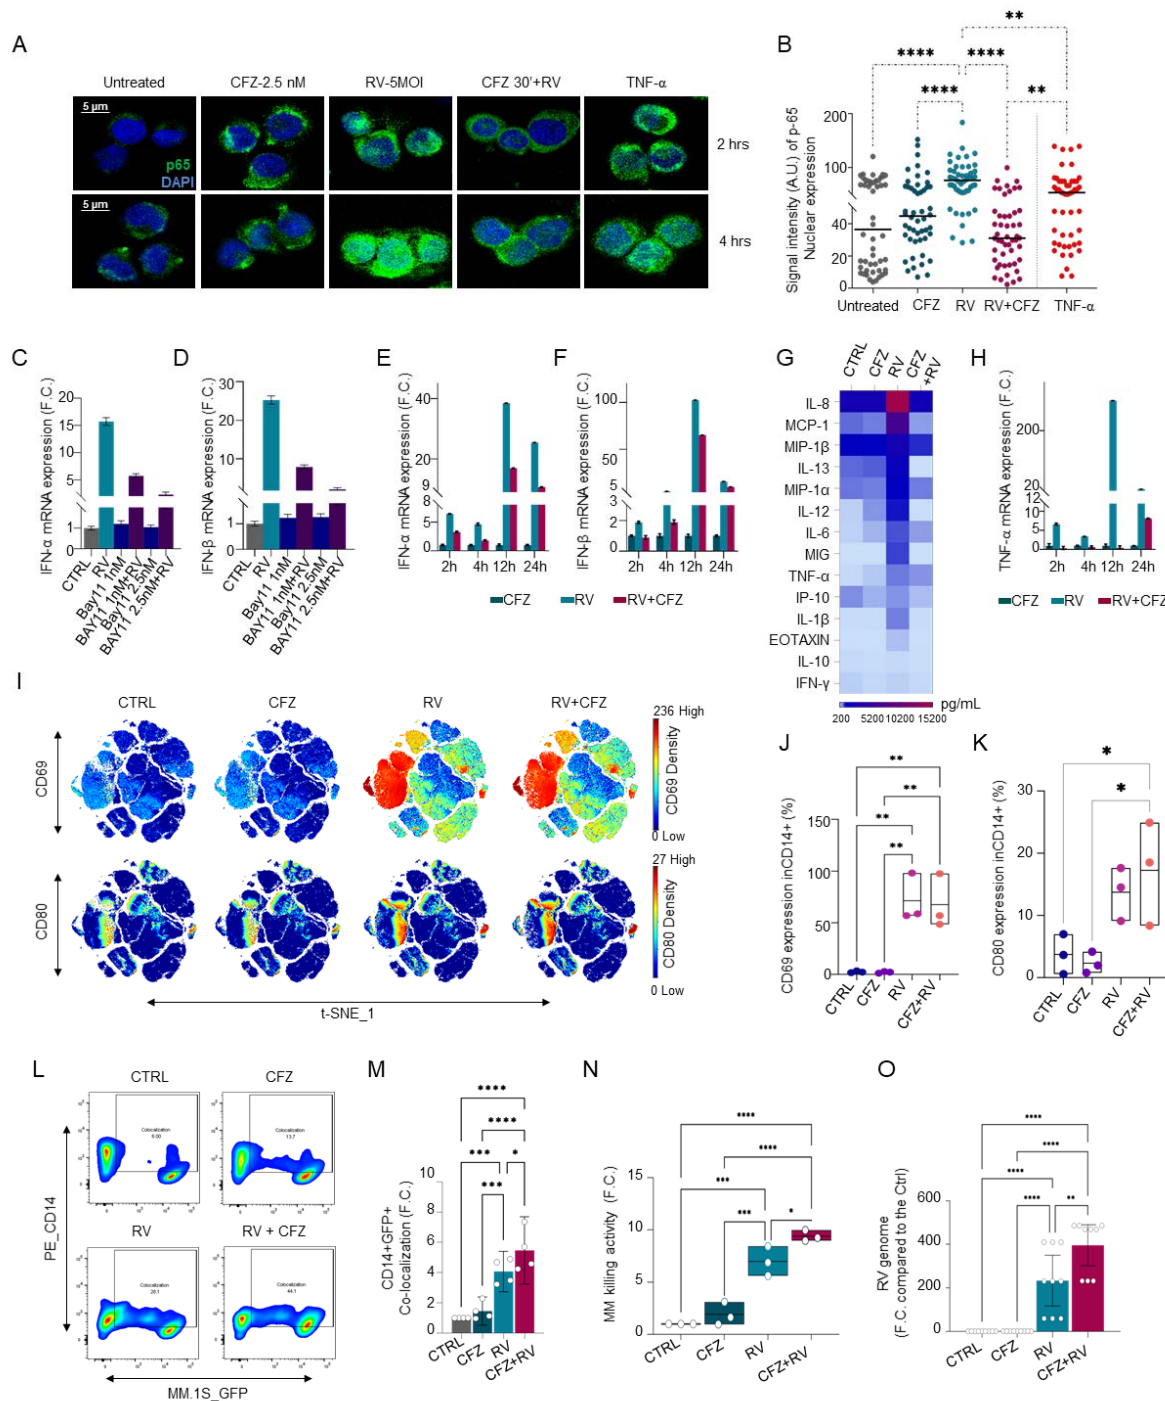 A
Untreated CFZ-2.5 nM RV-5MOI CFZ 30'+RV TNF-α
5 µm
p65
DAPI
2 hrs
5 µm
4 hrs
B
** 
**** ****
**** **
Signal intensity (A.U.) of p-65
Nuclear expression
200
100
40
20
0
Untreated CFZ RV RV+CFZ TNF-α
C
IFN-α mRNA expression (F.C.)
20
15
10
5
1
0
CTRL RV Bay11 1nM BAY11 1nM+RV Bay11 2.5nM BAY11 2.5nM+RV
D
IFN-β mRNA expression (F.C.)
30
20
10
5
1
0
CTRL RV Bay11 1nM BAY11 1nM+RV Bay11 2.5nM BAY11 2.5nM+RV
E
IFN-α mRNA expression (F.C.)
40
20
9
8
5
0
2h 4h 12h 24h
F
IFN-β mRNA expression (F.C.)
100
50
5
2
1
0
2h 4h 12h 24h
CFZ RV RV+CFZ
G
CTRL CFZ RV CFZ +RV
IL-8
MCP-1
MIP-1β
IL-13
MIP-1α
IL-12
IL-6
MIG
TNF-α
IP-10
IL-1β
EOTAXIN
IL-10
IFN-γ
200 5200 10200 15200 pg/mL
H
TNF-α mRNA expression (F.C.)
200
20
12
10
5
0
2h 4h 12h 24h
CFZ RV RV+CFZ
I
CTRL CFZ RV RV+CFZ
CD69
236 High
CD69 Density
0 Low
CD80
27 High
CD80 Density
0 Low
t-SNE_1
J
**
**
**
**
CD69 expression inCD14+ (%)
150
100
50
0
CTRL CFZ RV CFZ+RV
K
*
*
CD80 expression inCD14+ (%)
30
20
10
0
CTRL CFZ RV CFZ+RV
L
CTRL CFZ
Colocalization
Colocalization
13.7
RV RV + CFZ
Colocalization
28.1
Colocalization
44.1
PE_CD14
MM.1S_GFP
M
****
****
*** *
***
CD14+GFP+
Co-localization (F.C.)
10
8
6
4
2
0
CTRL CFZ RV CFZ+RV
N
****
****
***
*** *
MM killing activity (F.C.)
15
10
5
0
CTRL CFZ RV CFZ+RV
O
****
****
****
**** **
RV genome
(F.C. compared to the Ctrl)
600
400
200
0
CTRL CFZ RV CFZ+RV